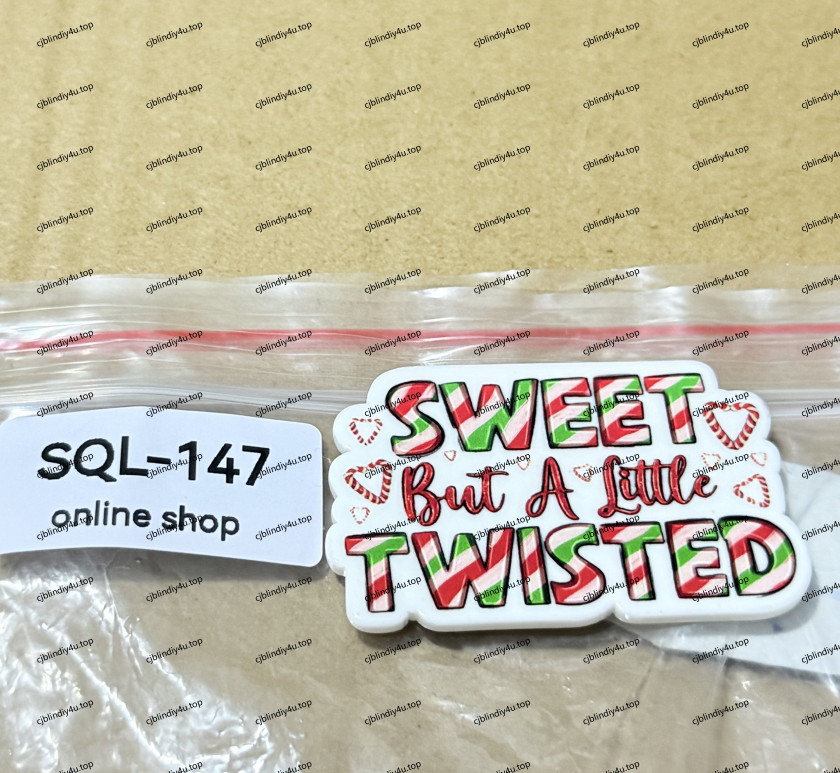 SQL-147
online shop
SWEET
But A Little
TWISTED
cjblindiy4u.top